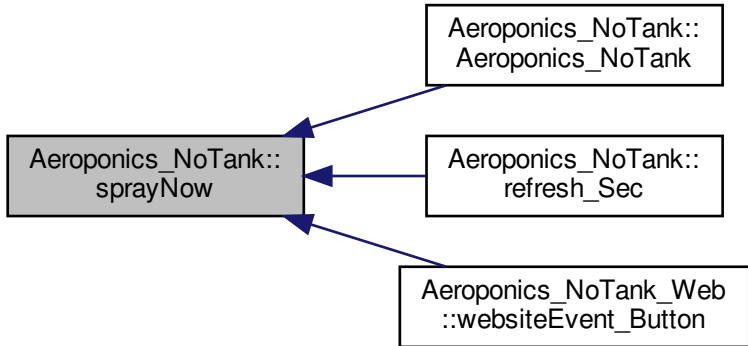 Aeroponics_NoTank::
sprayNow
Aeroponics_NoTank::
Aeroponics_NoTank
Aeroponics_NoTank::
refresh_Sec
Aeroponics_NoTank_Web
::websiteEvent_Button